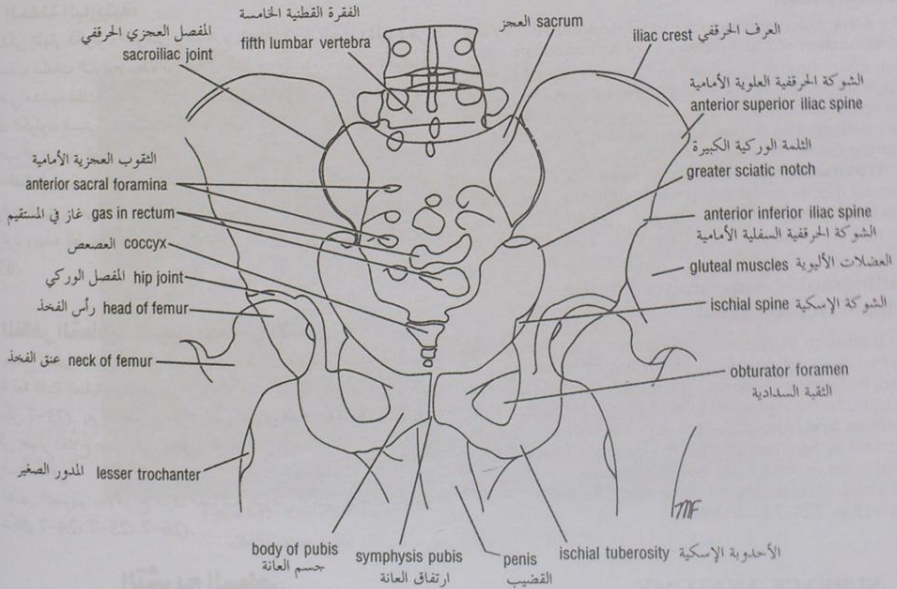 المفصل العجزي الحرقفي
sacroiliac joint
الفقرة القطنية الخامسة
fifth lumbar vertebra
العجز sacrum
iliac crest العرف الحرقفي
الشوكة الحرقفية العلوية الأمامية
anterior superior iliac spine
الثلمة الوركية الكبيرة
greater sciatic notch
anterior inferior iliac spine
الشوكة الحرقفية السفلية الأمامية
gluteal muscles العضلات الأليوية
ischial spine الشوكة الإسكية
obturator foramen
الثقبة السدادية
الثقوب العجزية الأمامية
anterior sacral foramina
غاز في المستقيم gas in rectum
العصعص coccyx
المفصل الوركي hip joint
رأس الفخذ head of femur
عنق الفخذ neck of femur
المدور الصغير lesser trochanter
body of pubis
جسم العانة
symphysis pubis
ارتفاق العانة
penis
القضيب
ischial tuberosity الأحدوبة الإسكية